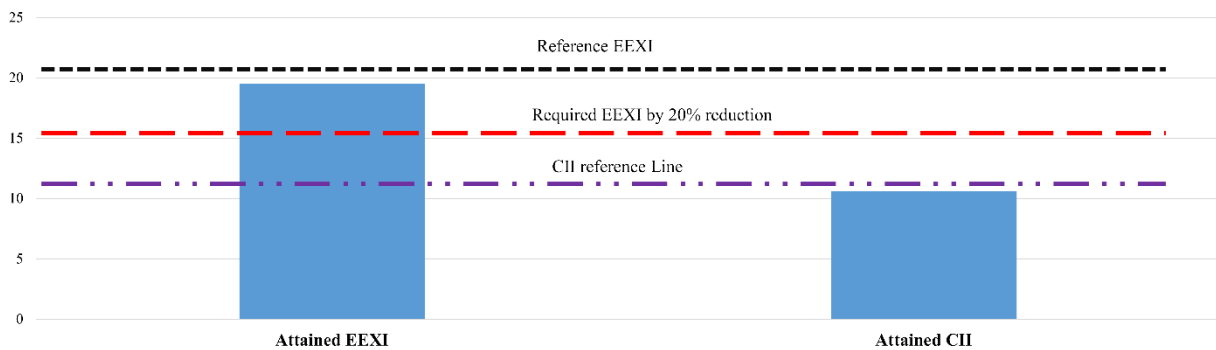 25
20
15
10
5
0
Reference EEXI
Required EEXI by 20% reduction
CII reference Line
Attained EEXI
Attained CII